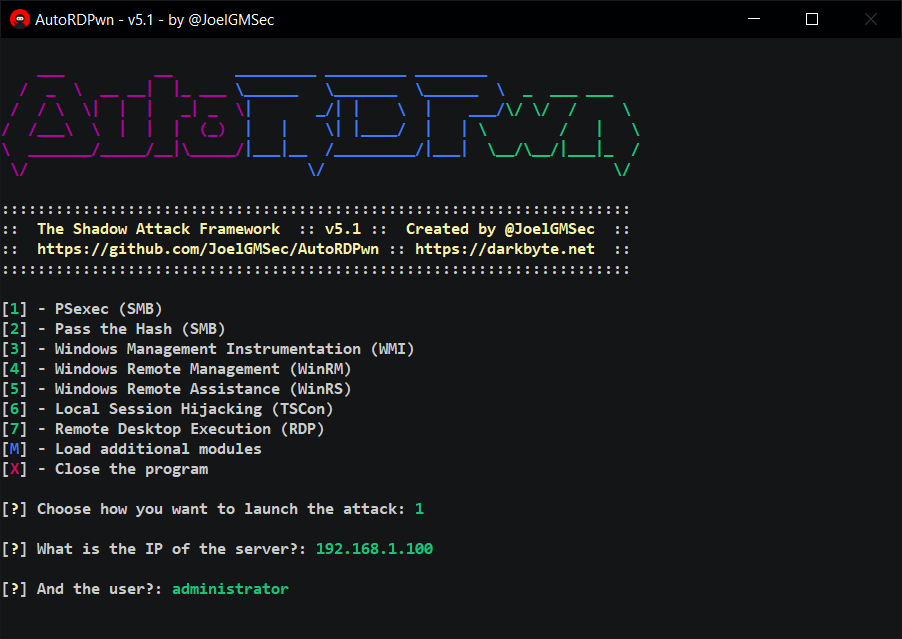 AutoRDPwn - v5.1 - by @JoelGMSec
AutoRDPwn
:: The Shadow Attack Framework :: v5.1 :: Created by @JoelGMSec ::
:: https://github.com/JoelGMSec/AutoRDPwn :: https://darkbyte.net ::
[1] - PSexec (SMB)
[2] - Pass the Hash (SMB)
[3] - Windows Management Instrumentation (WMI)
[4] - Windows Remote Management (WinRM)
[5] - Windows Remote Assistance (WinRS)
[6] - Local Session Hijacking (TSCon)
[7] - Remote Desktop Execution (RDP)
[M] - Load additional modules
[X] - Close the program
[?] Choose how you want to launch the attack: 1
[?] What is the IP of the server?: 192.168.1.100
[?] And the user?: administrator